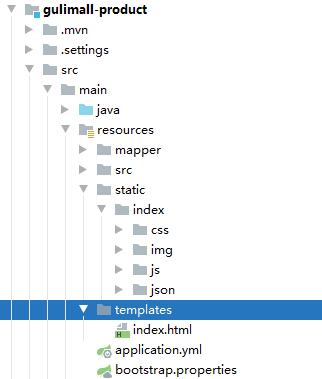 gulimall-product
.mvn
.settings
src
main
java
resources
mapper
src
static
index
css
img
js
json
templates
index.html
application.yml
bootstrap.properties